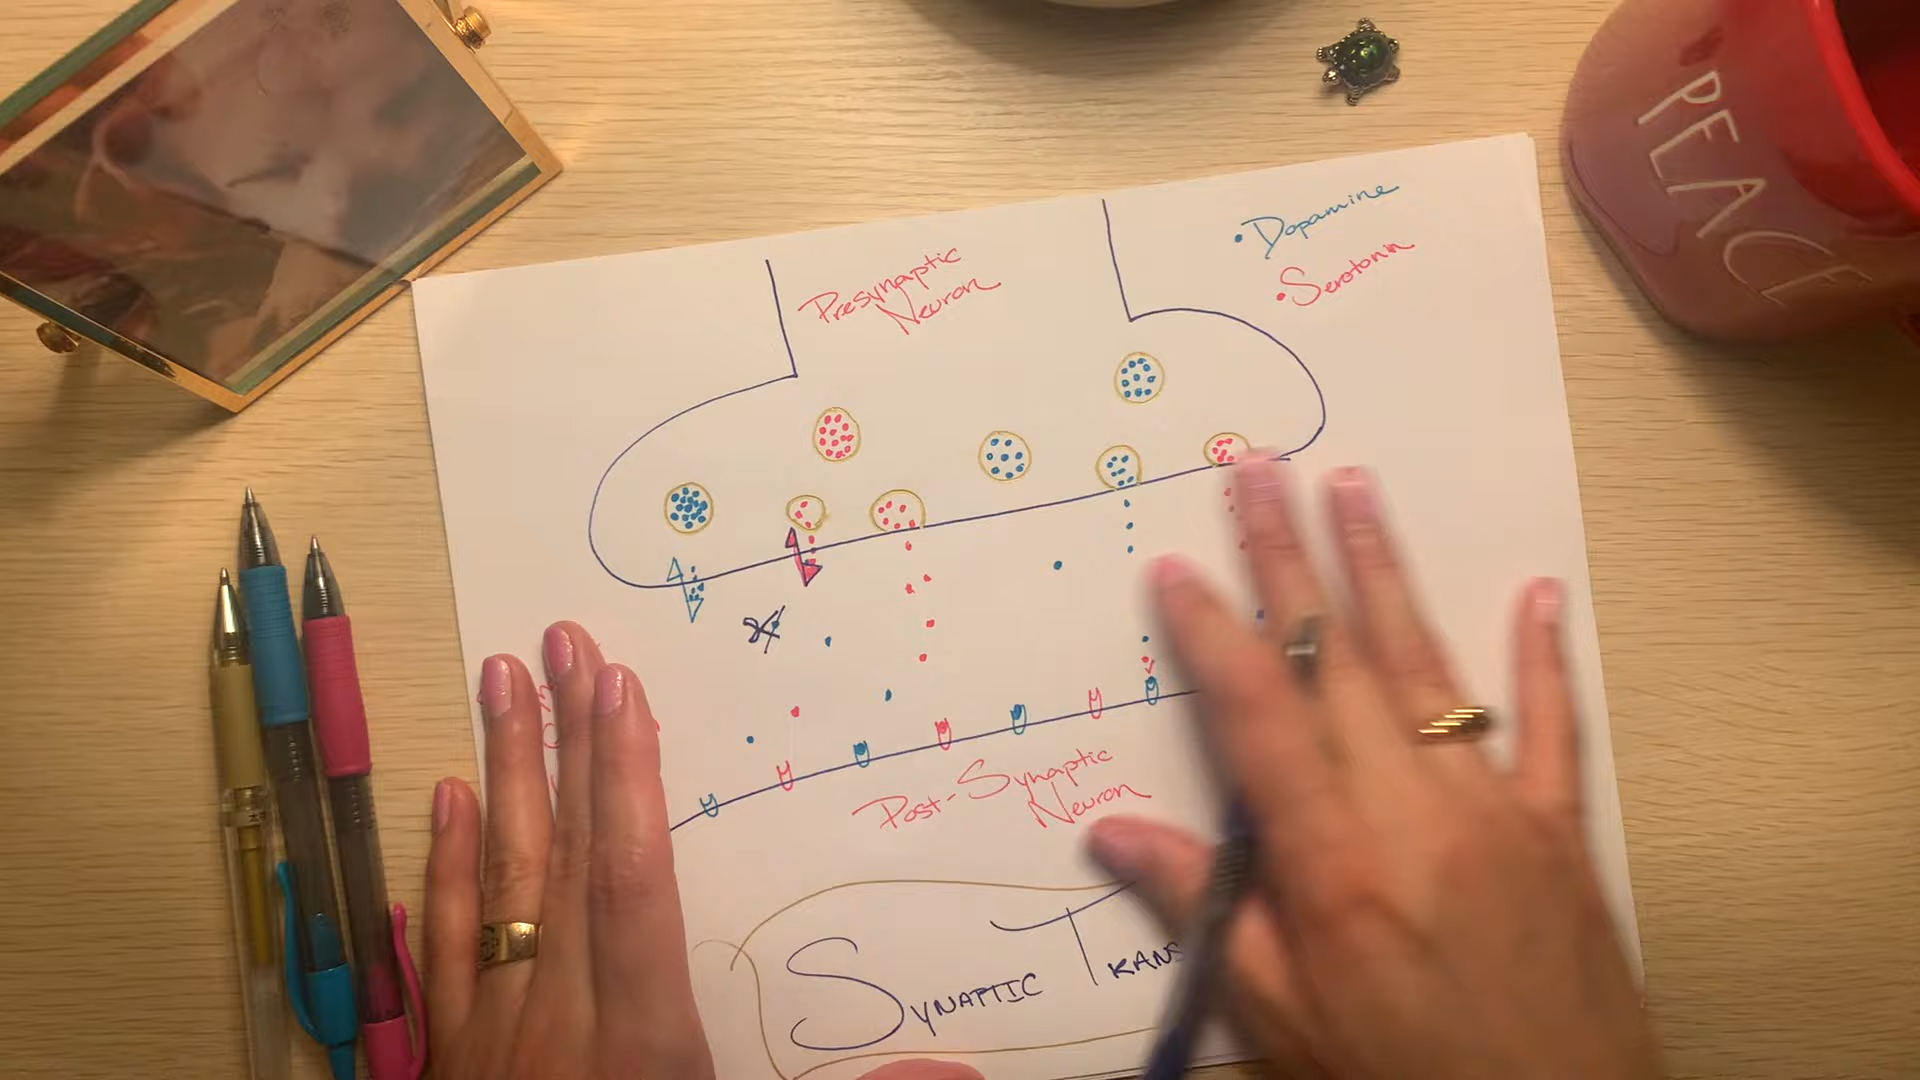 • Dopamine
• Serotonin
Presynaptic
Neuron
Post-Synaptic
Neuron
Synaptic
PEACE